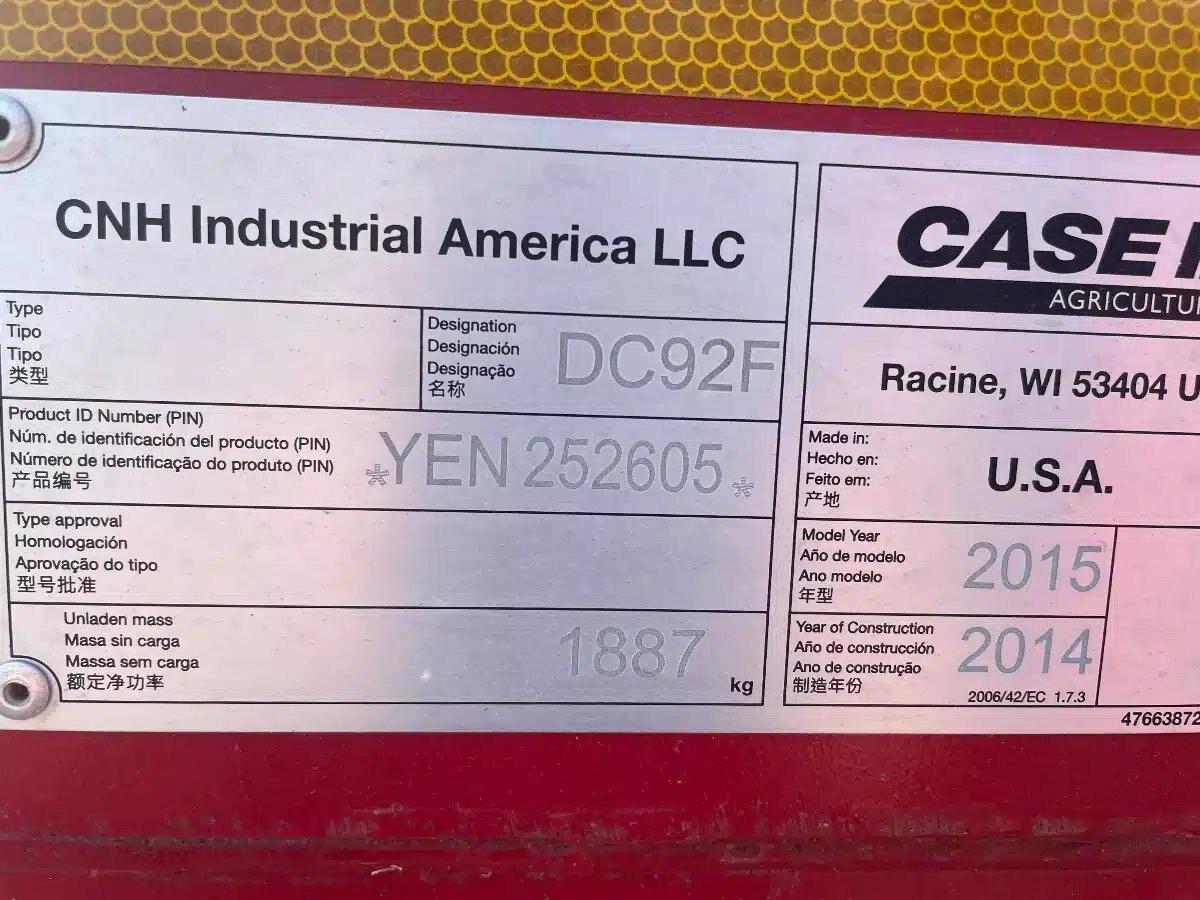 CNH Industrial America LLC
Type
Tipo
Tipo
类型
Designation
Designación
Designação
名称
DC92F
Product ID Number (PIN)
Núm. de identificación del producto (PIN)
Número de identificação do produto (PIN)
产品编号
*YEN252605*
Type approval
Homologación
Aprovação do tipo
型号批准
Unladen mass
Masa sin carga
Massa sem carga
额定净功率
1887
kg
CASE
AGRICULTU
Racine, WI 53404 U
Made in:
Hecho en:
Feito em:
产地
U.S.A.
Model Year
Año de modelo
Ano modelo
年型
2015
Year of Construction
Año de construcción
Ano de construção
制造年份
2014
2006/42/EC 1.7.3
47663872